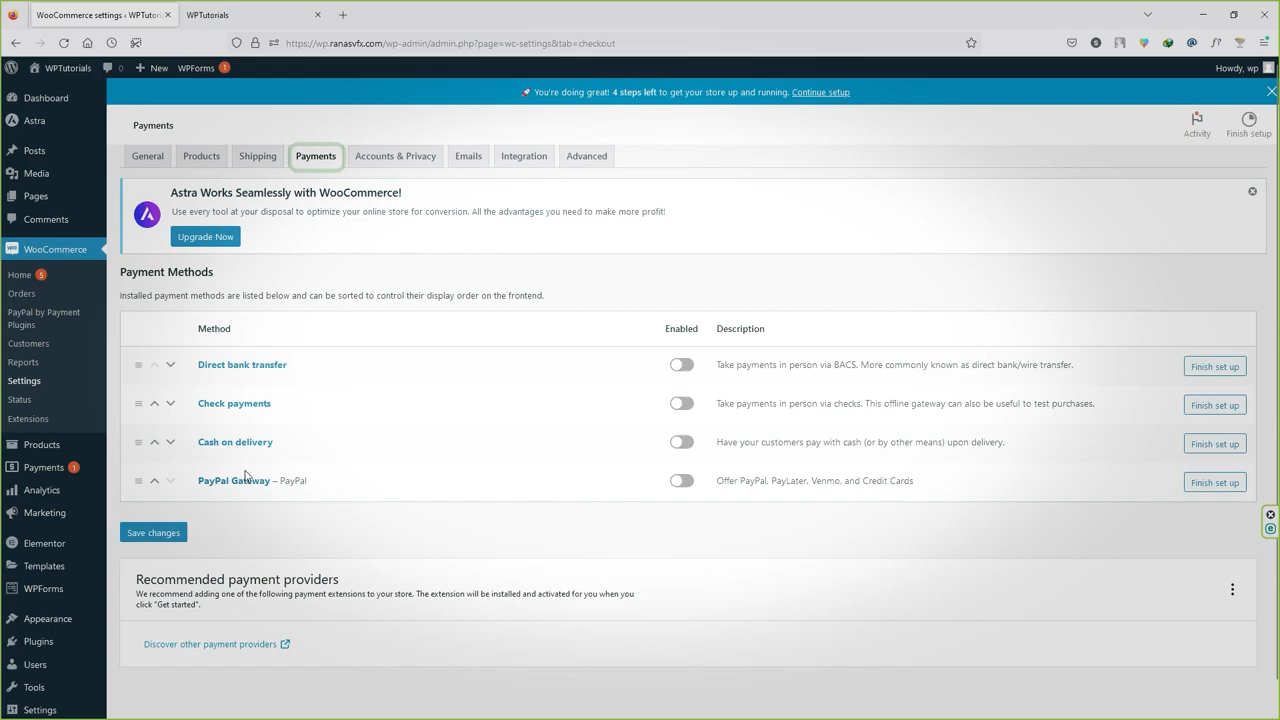 WooCommerce settings ‹ WPTutor
WPTutorials
https://wp.ranasvfx.com/wp-admin/admin.php?page=wc-settings&tab=checkout
WPTutorials
0
New
WPForms 1
Howdy, wp
Dashboard
Astra
Posts
Media
Pages
Comments
WooCommerce
Home 5
Orders
PayPal by Payment
Plugins
Customers
Reports
Settings
Status
Extensions
Products
Payments 1
Analytics
Marketing
Elementor
Templates
WPForms
Appearance
Plugins
Users
Tools
Settings
🚀 You're doing great! 4 steps left to get your store up and running. Continue setup
Payments
Activity
Finish setup
General
Products
Shipping
Payments
Accounts & Privacy
Emails
Integration
Advanced
Astra Works Seamlessly with WooCommerce!
Use every tool at your disposal to optimize your online store for conversion. All the advantages you need to make more profit!
Upgrade Now
Payment Methods
Installed payment methods are listed below and can be sorted to control their display order on the frontend.
Method Enabled Description
Direct bank transfer Take payments in person via BACS. More commonly known as direct bank/wire transfer. Finish set up
Check payments Take payments in person via checks. This offline gateway can also be useful to test purchases. Finish set up
Cash on delivery Have your customers pay with cash (or by other means) upon delivery. Finish set up
PayPal Gateway – PayPal Offer PayPal, PayLater, Venmo, and Credit Cards Finish set up
Save changes
Recommended payment providers
We recommend adding one of the following payment extensions to your store. The extension will be installed and activated for you when you
click "Get started".
Discover other payment providers